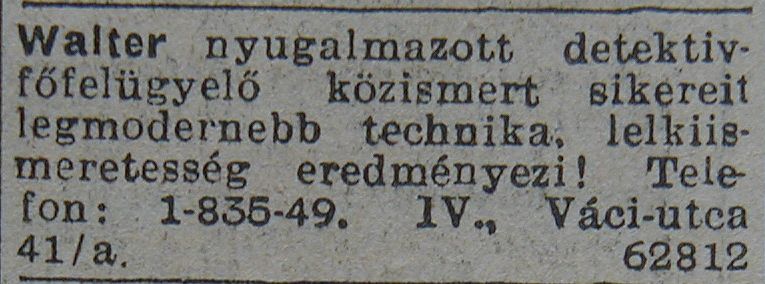 Walter nyugalmazott detektiv-
főfelügyelő közismert sikereit
legmodernebb technika, lelkiis-
meretesség eredményezi! Tele-
fon: 1-835-49. IV., Váci-utca
41/a. 62812